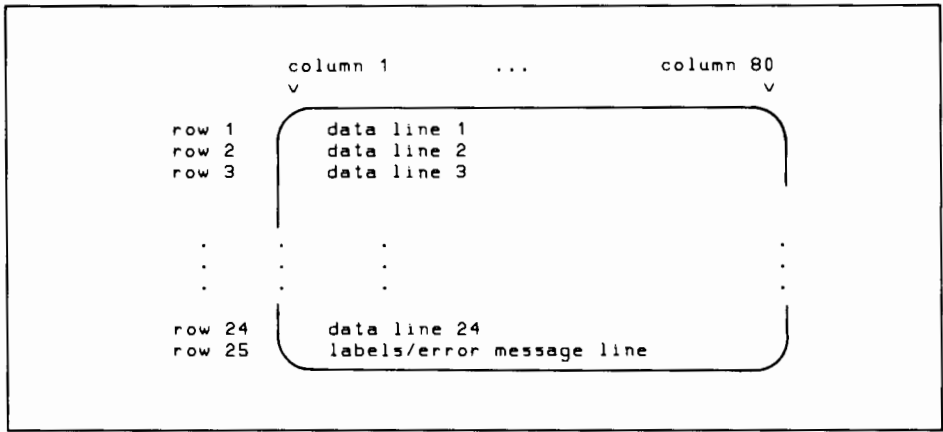 column 1 ... column 80
v v
row 1 data line 1
row 2 data line 2
row 3 data line 3
. . . .
. . . .
. . . .
row 24 data line 24
row 25 labels/error message line